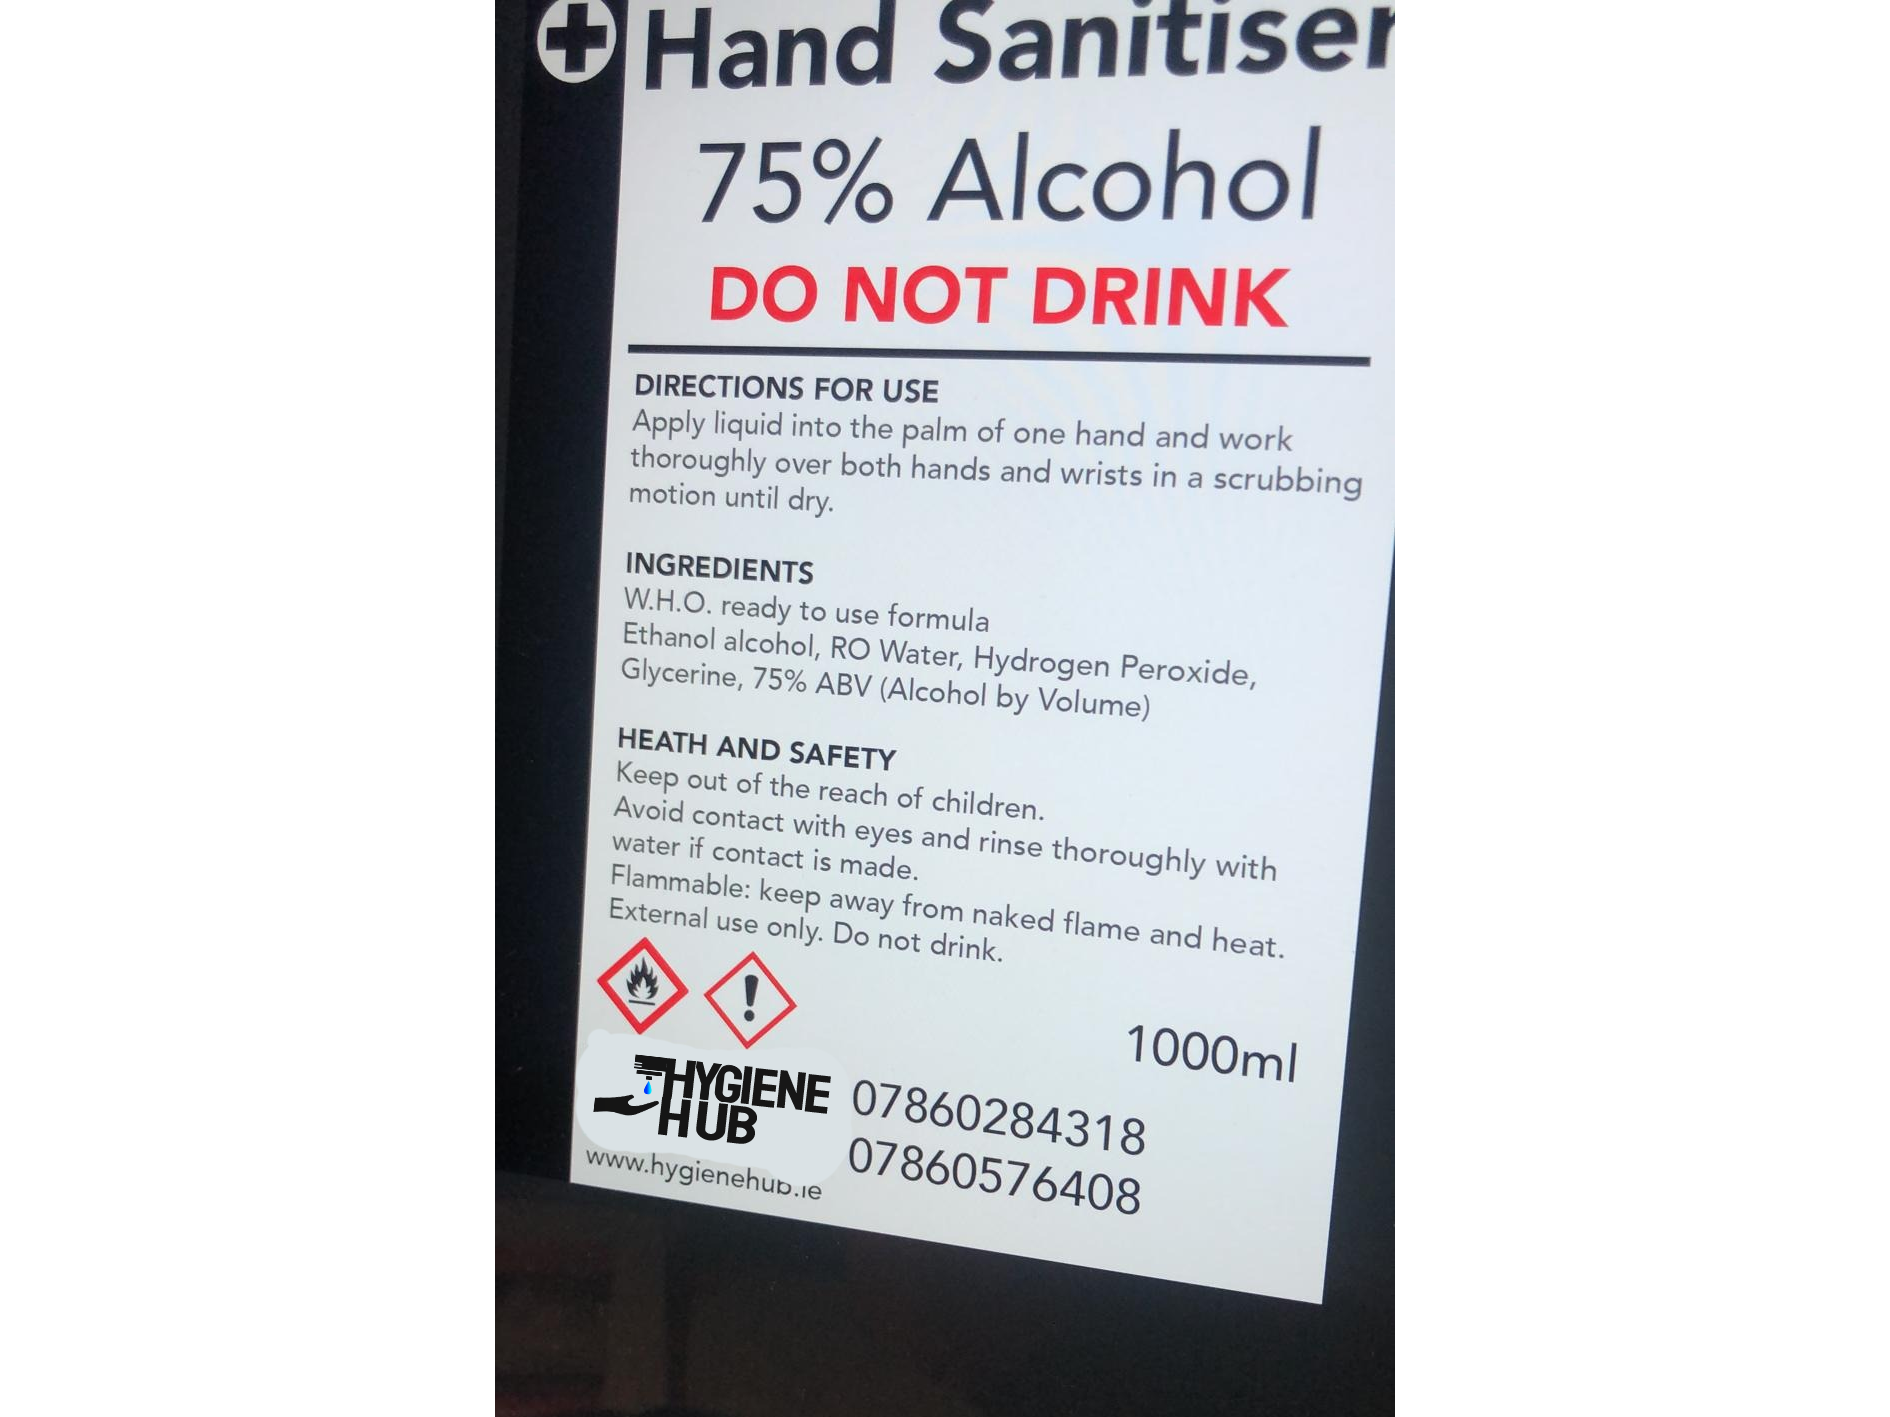 Hand Sanitiser
75% Alcohol
DO NOT DRINK
DIRECTIONS FOR USE
Apply liquid into the palm of one hand and work
thoroughly over both hands and wrists in a scrubbing
motion until dry.
INGREDIENTS
W.H.O. ready to use formula
Ethanol alcohol, RO Water, Hydrogen Peroxide,
Glycerine, 75% ABV (Alcohol by Volume)
HEATH AND SAFETY
Keep out of the reach of children.
Avoid contact with eyes and rinse thoroughly with
water if contact is made.
Flammable: keep away from naked flame and heat.
External use only. Do not drink.
1000ml
HYGIENE
HUB
07860284318
07860576408
www.hygienehub.ie